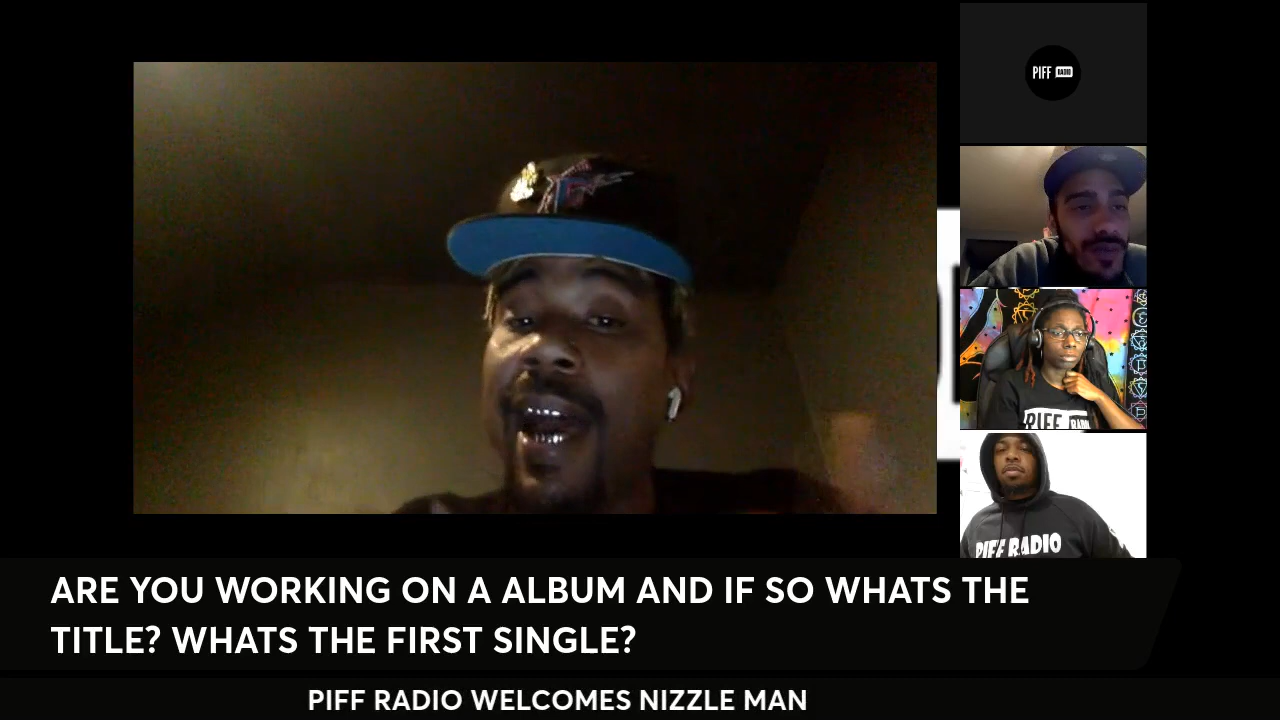 PIFF RADIO
PIFF RADIO
PIFF RADIO
ARE YOU WORKING ON A ALBUM AND IF SO WHATS THE
TITLE? WHATS THE FIRST SINGLE?
PIFF RADIO WELCOMES NIZZLE MAN